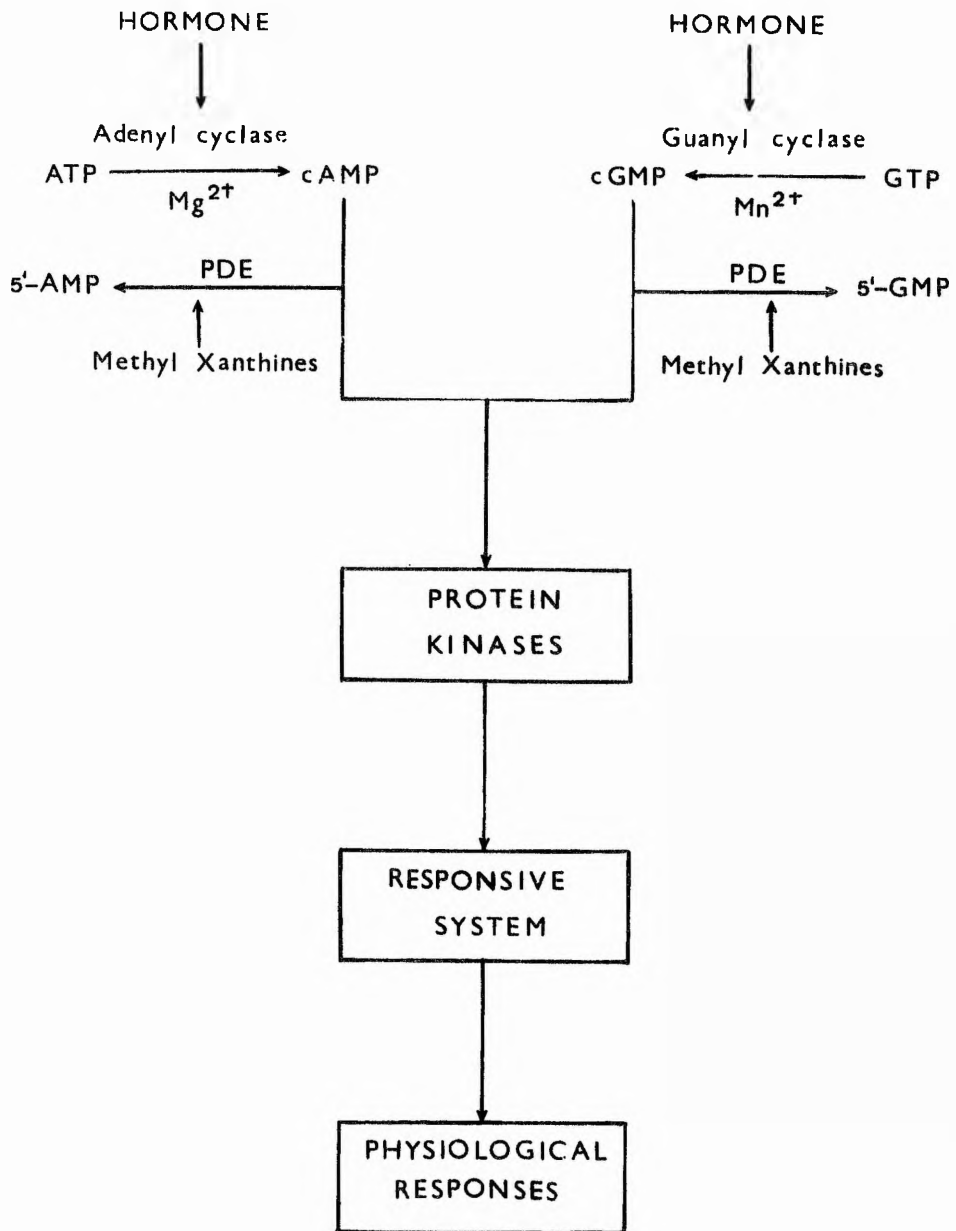 HORMONE
HORMONE
Adenyl cyclase
Guanyl cyclase
ATP
cAMP
cGMP
GTP
Mg2+
Mn2+
5'-AMP
PDE
PDE
5'-GMP
Methyl Xanthines
Methyl Xanthines
PROTEIN
KINASES
RESPONSIVE
SYSTEM
PHYSIOLOGICAL
RESPONSES